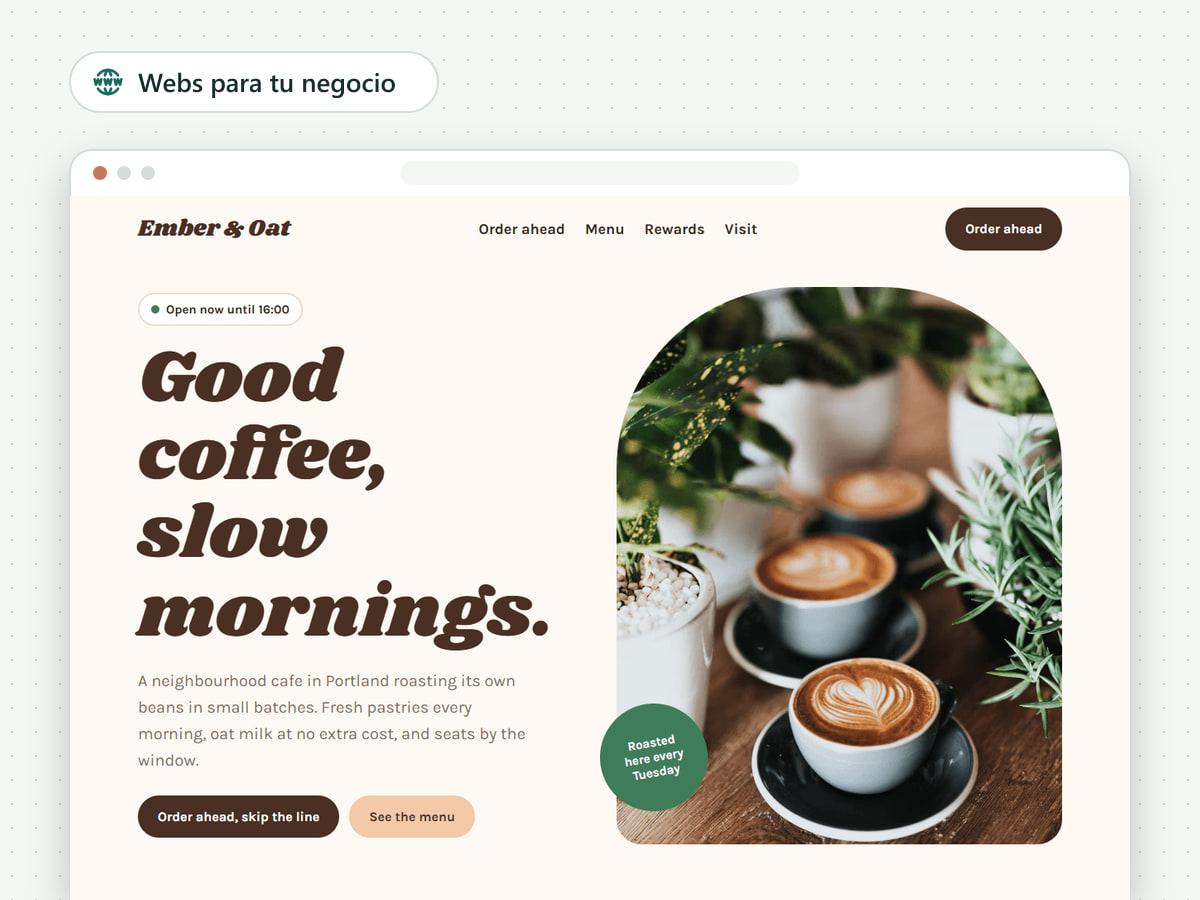 www
Webs para tu negocio
Ember & Oat
Order ahead
Menu
Rewards
Visit
Order ahead
Open now until 16:00
Good
coffee,
slow
mornings.
A neighbourhood cafe in Portland roasting its own
beans in small batches. Fresh pastries every
morning, oat milk at no extra cost, and seats by the
window.
Order ahead, skip the line
See the menu
Roasted
here every
Tuesday